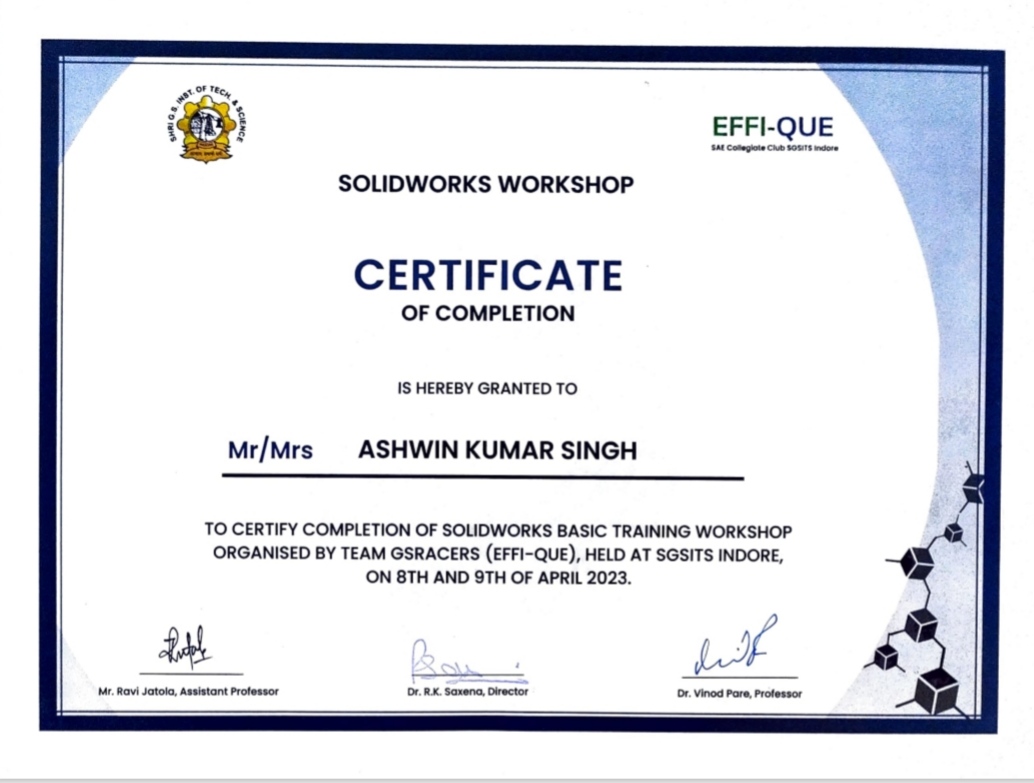 SHRI G.S. INST. OF TECH. & SCIENCE
EFFI-QUE
SAE Collegiate Club SGSITS Indore
SOLIDWORKS WORKSHOP
CERTIFICATE
OF COMPLETION
IS HEREBY GRANTED TO
Mr/Mrs ASHWIN KUMAR SINGH
TO CERTIFY COMPLETION OF SOLIDWORKS BASIC TRAINING WORKSHOP
ORGANISED BY TEAM GSRACERS (EFFI-QUE), HELD AT SGSITS INDORE,
ON 8TH AND 9TH OF APRIL 2023.
Mr. Ravi Jatola, Assistant Professor
Dr. R.K. Saxena, Director
Dr. Vinod Pare, Professor